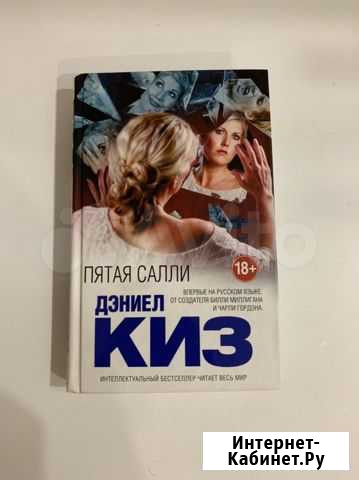 ПЯТАЯ САЛЛИ
18+
ВПЕРВЫЕ НА РУССКОМ ЯЗЫКЕ.
ОТ СОЗДАТЕЛЯ БИЛЛИ МИЛЛИГАНА
И ЧАРЛИ ГОРДОНА.
ДЭНИЕЛ
КИЗ
ИНТЕЛЛЕКТУАЛЬНЫЙ БЕСТСЕЛЛЕР ЧИТАЕТ ВЕСЬ МИР
Avito
Интернет-
Кабинет.Ру